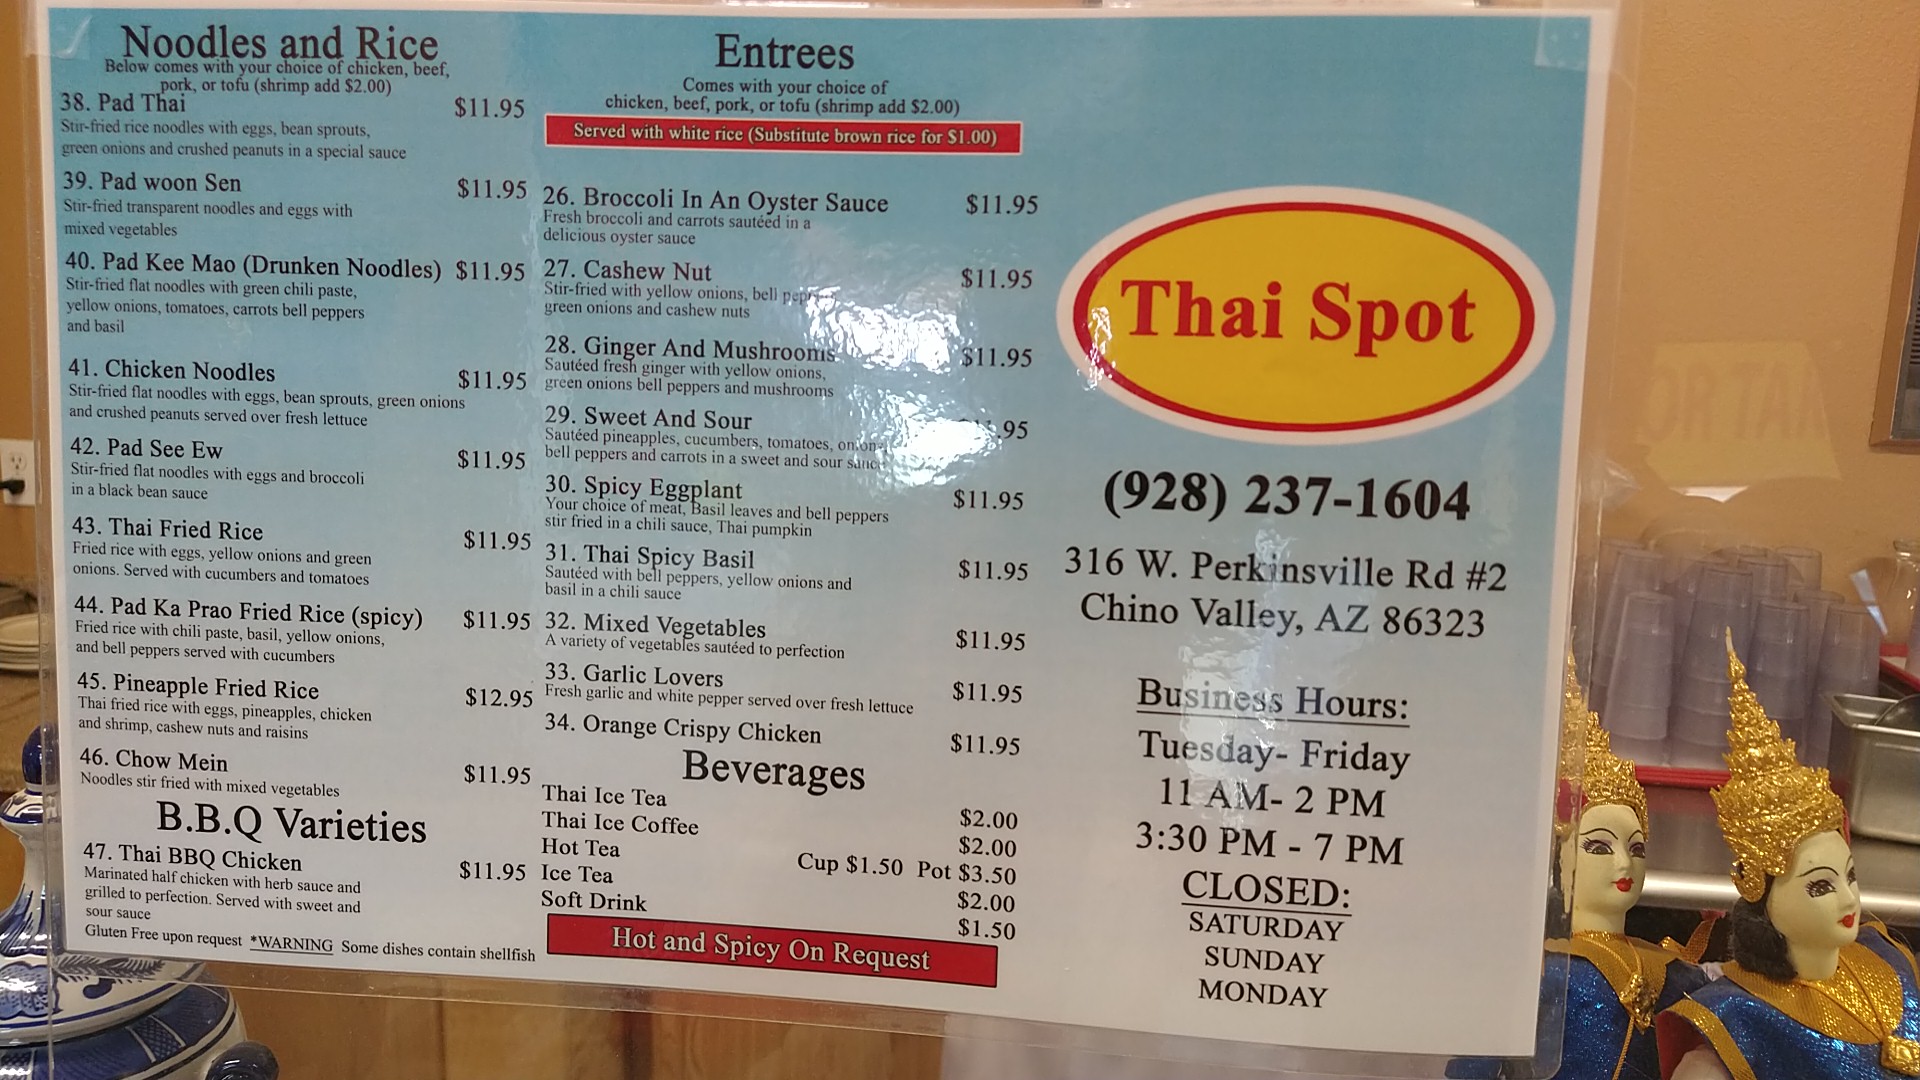 Noodles and Rice
Below comes with your choice of chicken, beef,
pork, or tofu (shrimp add $2.00)
38. Pad Thai $11.95
Stir-fried rice noodles with eggs, bean sprouts,
green onions and crushed peanuts in a special sauce
39. Pad woon Sen $11.95
Stir-fried transparent noodles and eggs with
mixed vegetables
40. Pad Kee Mao (Drunken Noodles) $11.95
Stir-fried flat noodles with green chili paste,
yellow onions, tomatoes, carrots bell peppers
and basil
41. Chicken Noodles $11.95
Stir-fried flat noodles with eggs, bean sprouts, green onions
and crushed peanuts served over fresh lettuce
42. Pad See Ew $11.95
Stir-fried flat noodles with eggs and broccoli
in a black bean sauce
43. Thai Fried Rice $11.95
Fried rice with eggs, yellow onions and green
onions. Served with cucumbers and tomatoes
44. Pad Ka Prao Fried Rice (spicy) $11.95
Fried rice with chili paste, basil, yellow onions,
and bell peppers served with cucumbers
45. Pineapple Fried Rice $12.95
Thai fried rice with eggs, pineapples, chicken
and shrimp, cashew nuts and raisins
46. Chow Mein $11.95
Noodles stir fried with mixed vegetables
B.B.Q Varieties
47. Thai BBQ Chicken $11.95
Marinated half chicken with herb sauce and
grilled to perfection. Served with sweet and
sour sauce
Gluten Free upon request *WARNING Some dishes contain shellfish
Entrees
Comes with your choice of
chicken, beef, pork, or tofu (shrimp add $2.00)
Served with white rice (Substitute brown rice for $1.00)
26. Broccoli In An Oyster Sauce $11.95
Fresh broccoli and carrots sautéed in a
delicious oyster sauce
27. Cashew Nut $11.95
Stir-fried with yellow onions, bell
green onions and cashew nuts
28. Ginger And Mushrooms $11.95
Sautéed fresh ginger with yellow onions,
green onions bell peppers and mushrooms
29. Sweet And Sour .95
Sautéed pineapples, cucumbers, tomatoes,
bell peppers and carrots in a sweet and sour sauce
30. Spicy Eggplant $11.95
Your choice of meat, Basil leaves and bell peppers
stir fried in a chili sauce, Thai pumpkin
31. Thai Spicy Basil $11.95
Sautéed with bell peppers, yellow onions and
basil in a chili sauce
32. Mixed Vegetables $11.95
A variety of vegetables sautéed to perfection
33. Garlic Lovers $11.95
Fresh garlic and white pepper served over fresh lettuce
34. Orange Crispy Chicken $11.95
Beverages
Thai Ice Tea $2.00
Thai Ice Coffee $2.00
Hot Tea Cup $1.50 Pot $3.50
Ice Tea $2.00
Soft Drink $1.50
Hot and Spicy On Request
Thai Spot
(928) 237-1604
316 W. Perkinsville Rd #2
Chino Valley, AZ 86323
Business Hours:
Tuesday- Friday
11 AM- 2 PM
3:30 PM - 7 PM
CLOSED:
SATURDAY
SUNDAY
MONDAY